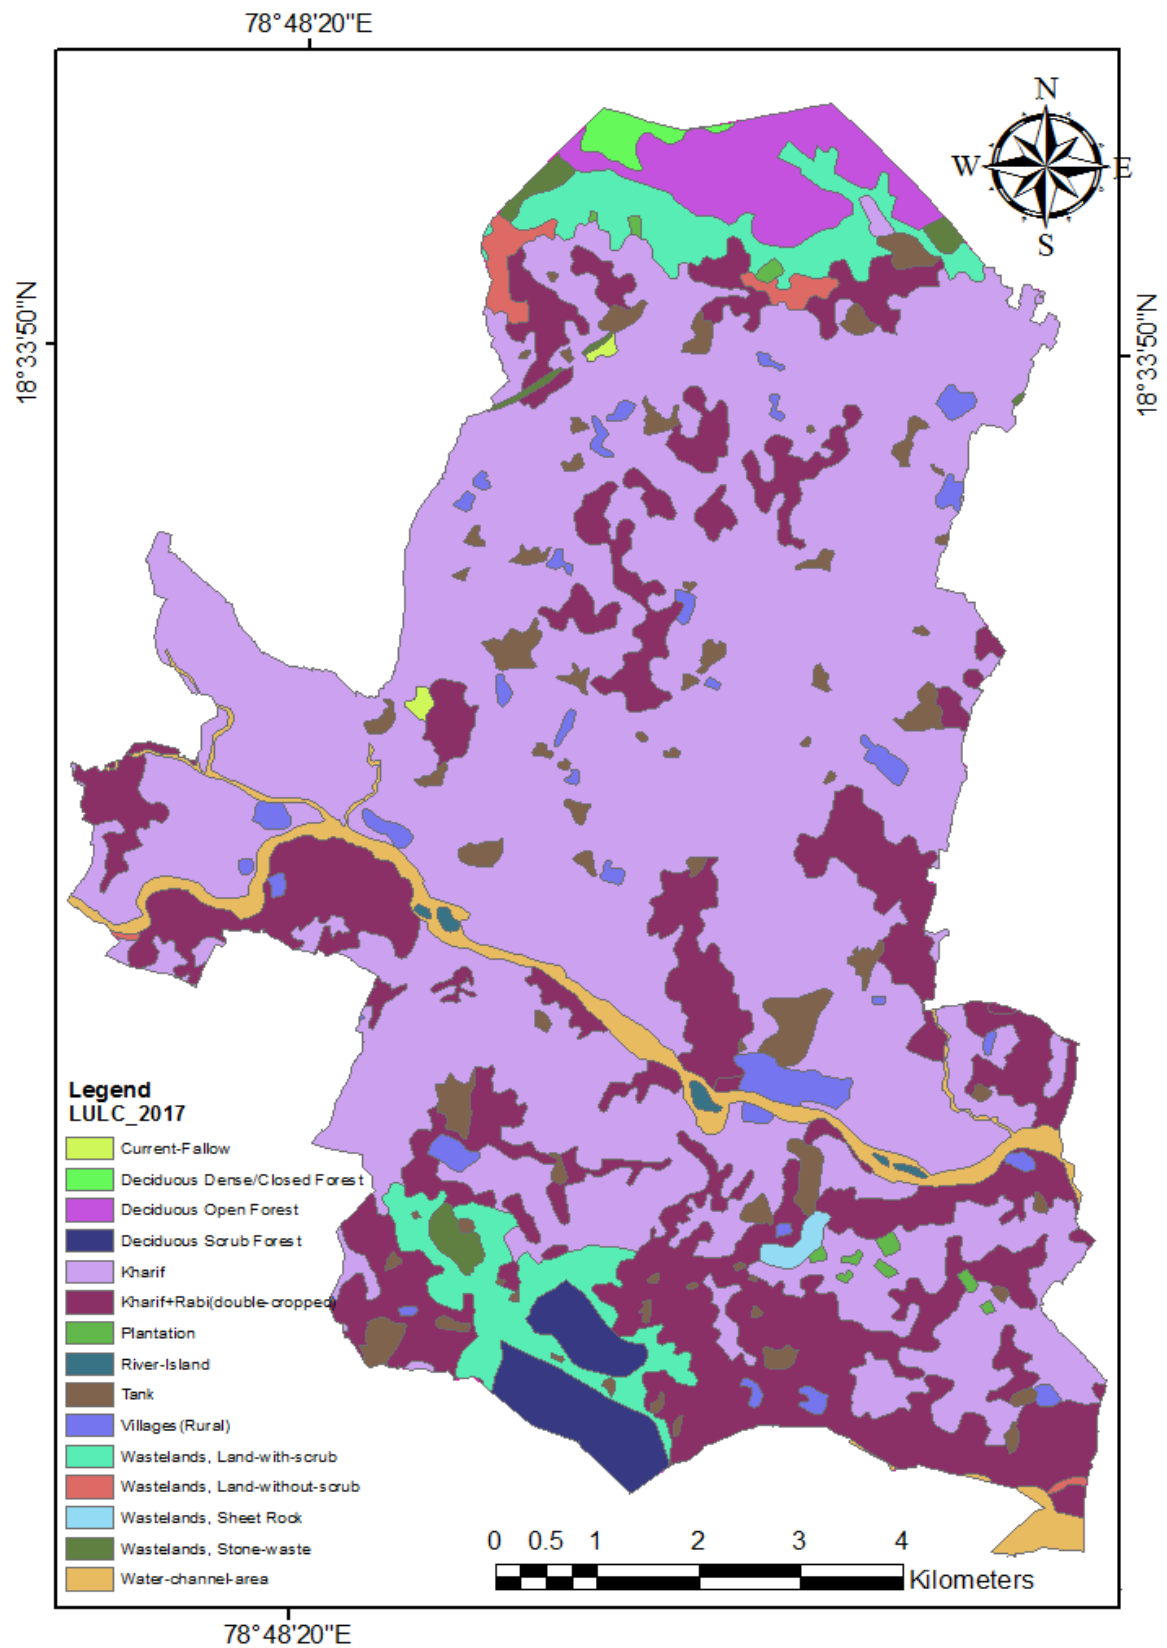 78°48'20"E
N
W
E
S
18°33'50"N
18°33'50"N
Legend
LULC_2017
Current-Fallow
Deciduous Dense/Closed Forest
Deciduous Open Forest
Deciduous Scrub Forest
Kharif
Kharif+Rabi(double-cropped)
Plantation
River-Island
Tank
Villages(Rural)
Wastelands, Land-with-scrub
Wastelands, Land-without-scrub
Wastelands, Sheet Rock
Wastelands, Stone-waste
Water-channel-area
0 0.5 1 2 3 4
Kilometers
78°48'20"E